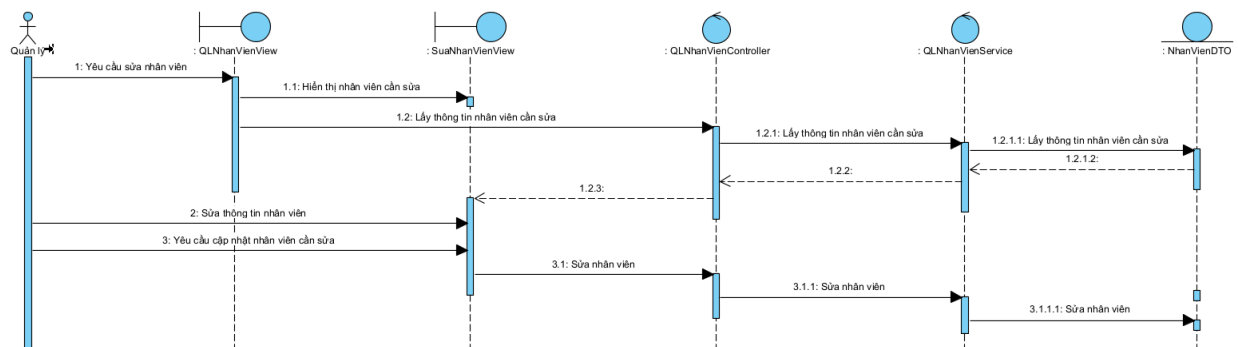 Quản lý
: QLNhanVienView
: SuaNhanVienView
: QLNhanVienController
: QLNhanVienService
: NhanVienDTO
1: Yêu cầu sửa nhân viên
1.1: Hiển thị nhân viên cần sửa
1.2: Lấy thông tin nhân viên cần sửa
1.2.1: Lấy thông tin nhân viên cần sửa
1.2.1.1: Lấy thông tin nhân viên cần sửa
1.2.1.2:
1.2.2:
1.2.3:
2: Sửa thông tin nhân viên
3: Yêu cầu cập nhật nhân viên cần sửa
3.1: Sửa nhân viên
3.1.1: Sửa nhân viên
3.1.1.1: Sửa nhân viên